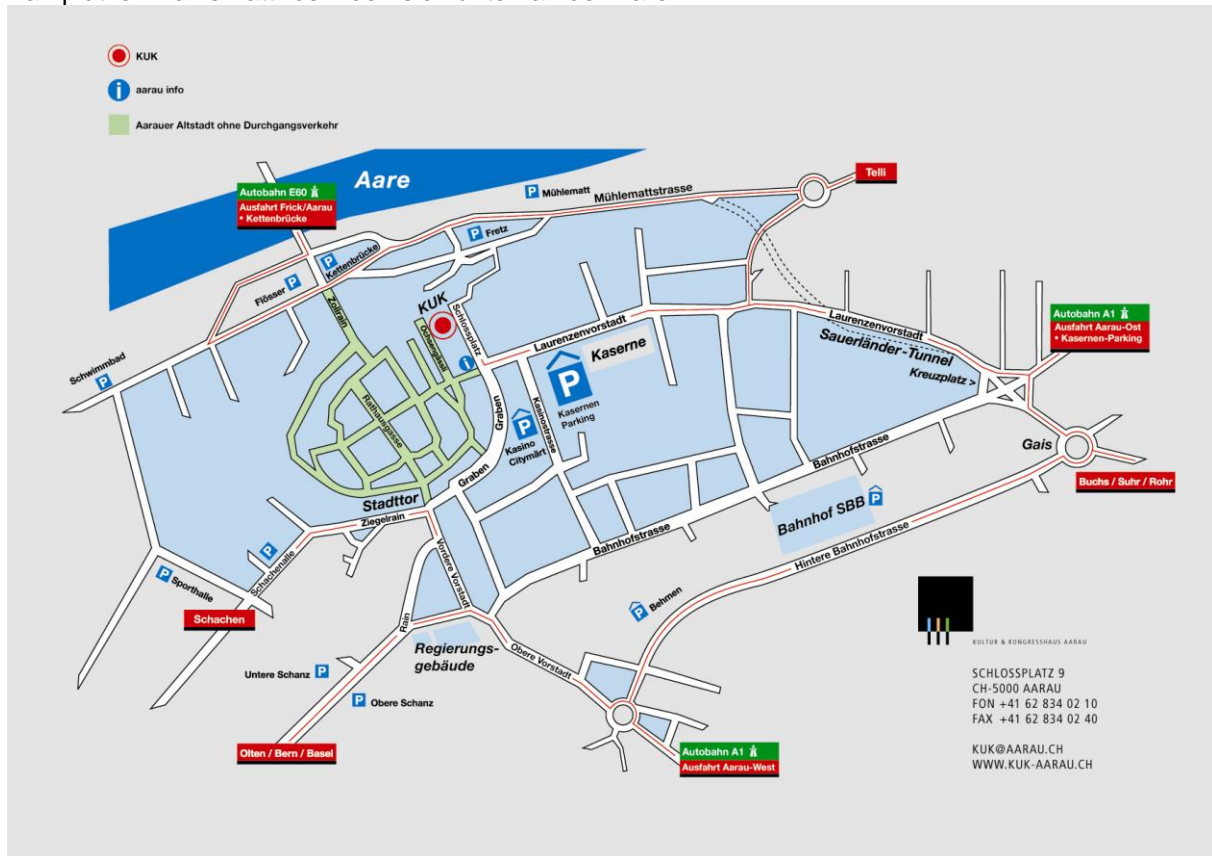 KUK
aarau info
Aarauer Altstadt ohne Durchgangsverkehr
Aare
Autobahn E60
Ausfahrt Frick/Aarau
• Kettenbrücke
Mühlematt
Mühlemattstrasse
Telli
Fretz
Kettenbrücke
Flösser
Zollrain
KUK
Schlossplatz
Ochsengässli
Laurenzenvorstadt
Kaserne
Laurenzenvorstadt
Sauerländer-Tunnel
Kreuzplatz >
Autobahn A1
Ausfahrt Aarau-Ost
• Kasernen-Parking
Schwimmbad
Rathausgasse
Graben
Kasinostrasse
Kasernen
Parking
Kasino
Citymärt
Graben
Stadttor
Ziegelrain
Bahnhofstrasse
Gais
Buchs / Suhr / Rohr
Bahnhof SBB
Bahnhofstrasse
Hintere Bahnhofstrasse
Vordere Vorstadt
Schachenalle
Sporthalle
Schachen
Behmen
Rain
Regierungs-
gebäude
Obere Vorstadt
Untere Schanz
Obere Schanz
Olten / Bern / Basel
Autobahn A1
Ausfahrt Aarau-West
KULTUR & KONGRESSHAUS AARAU
SCHLOSSPLATZ 9
CH-5000 AARAU
FON +41 62 834 02 10
FAX +41 62 834 02 40
KUK@AARAU.CH
WWW.KUK-AARAU.CH